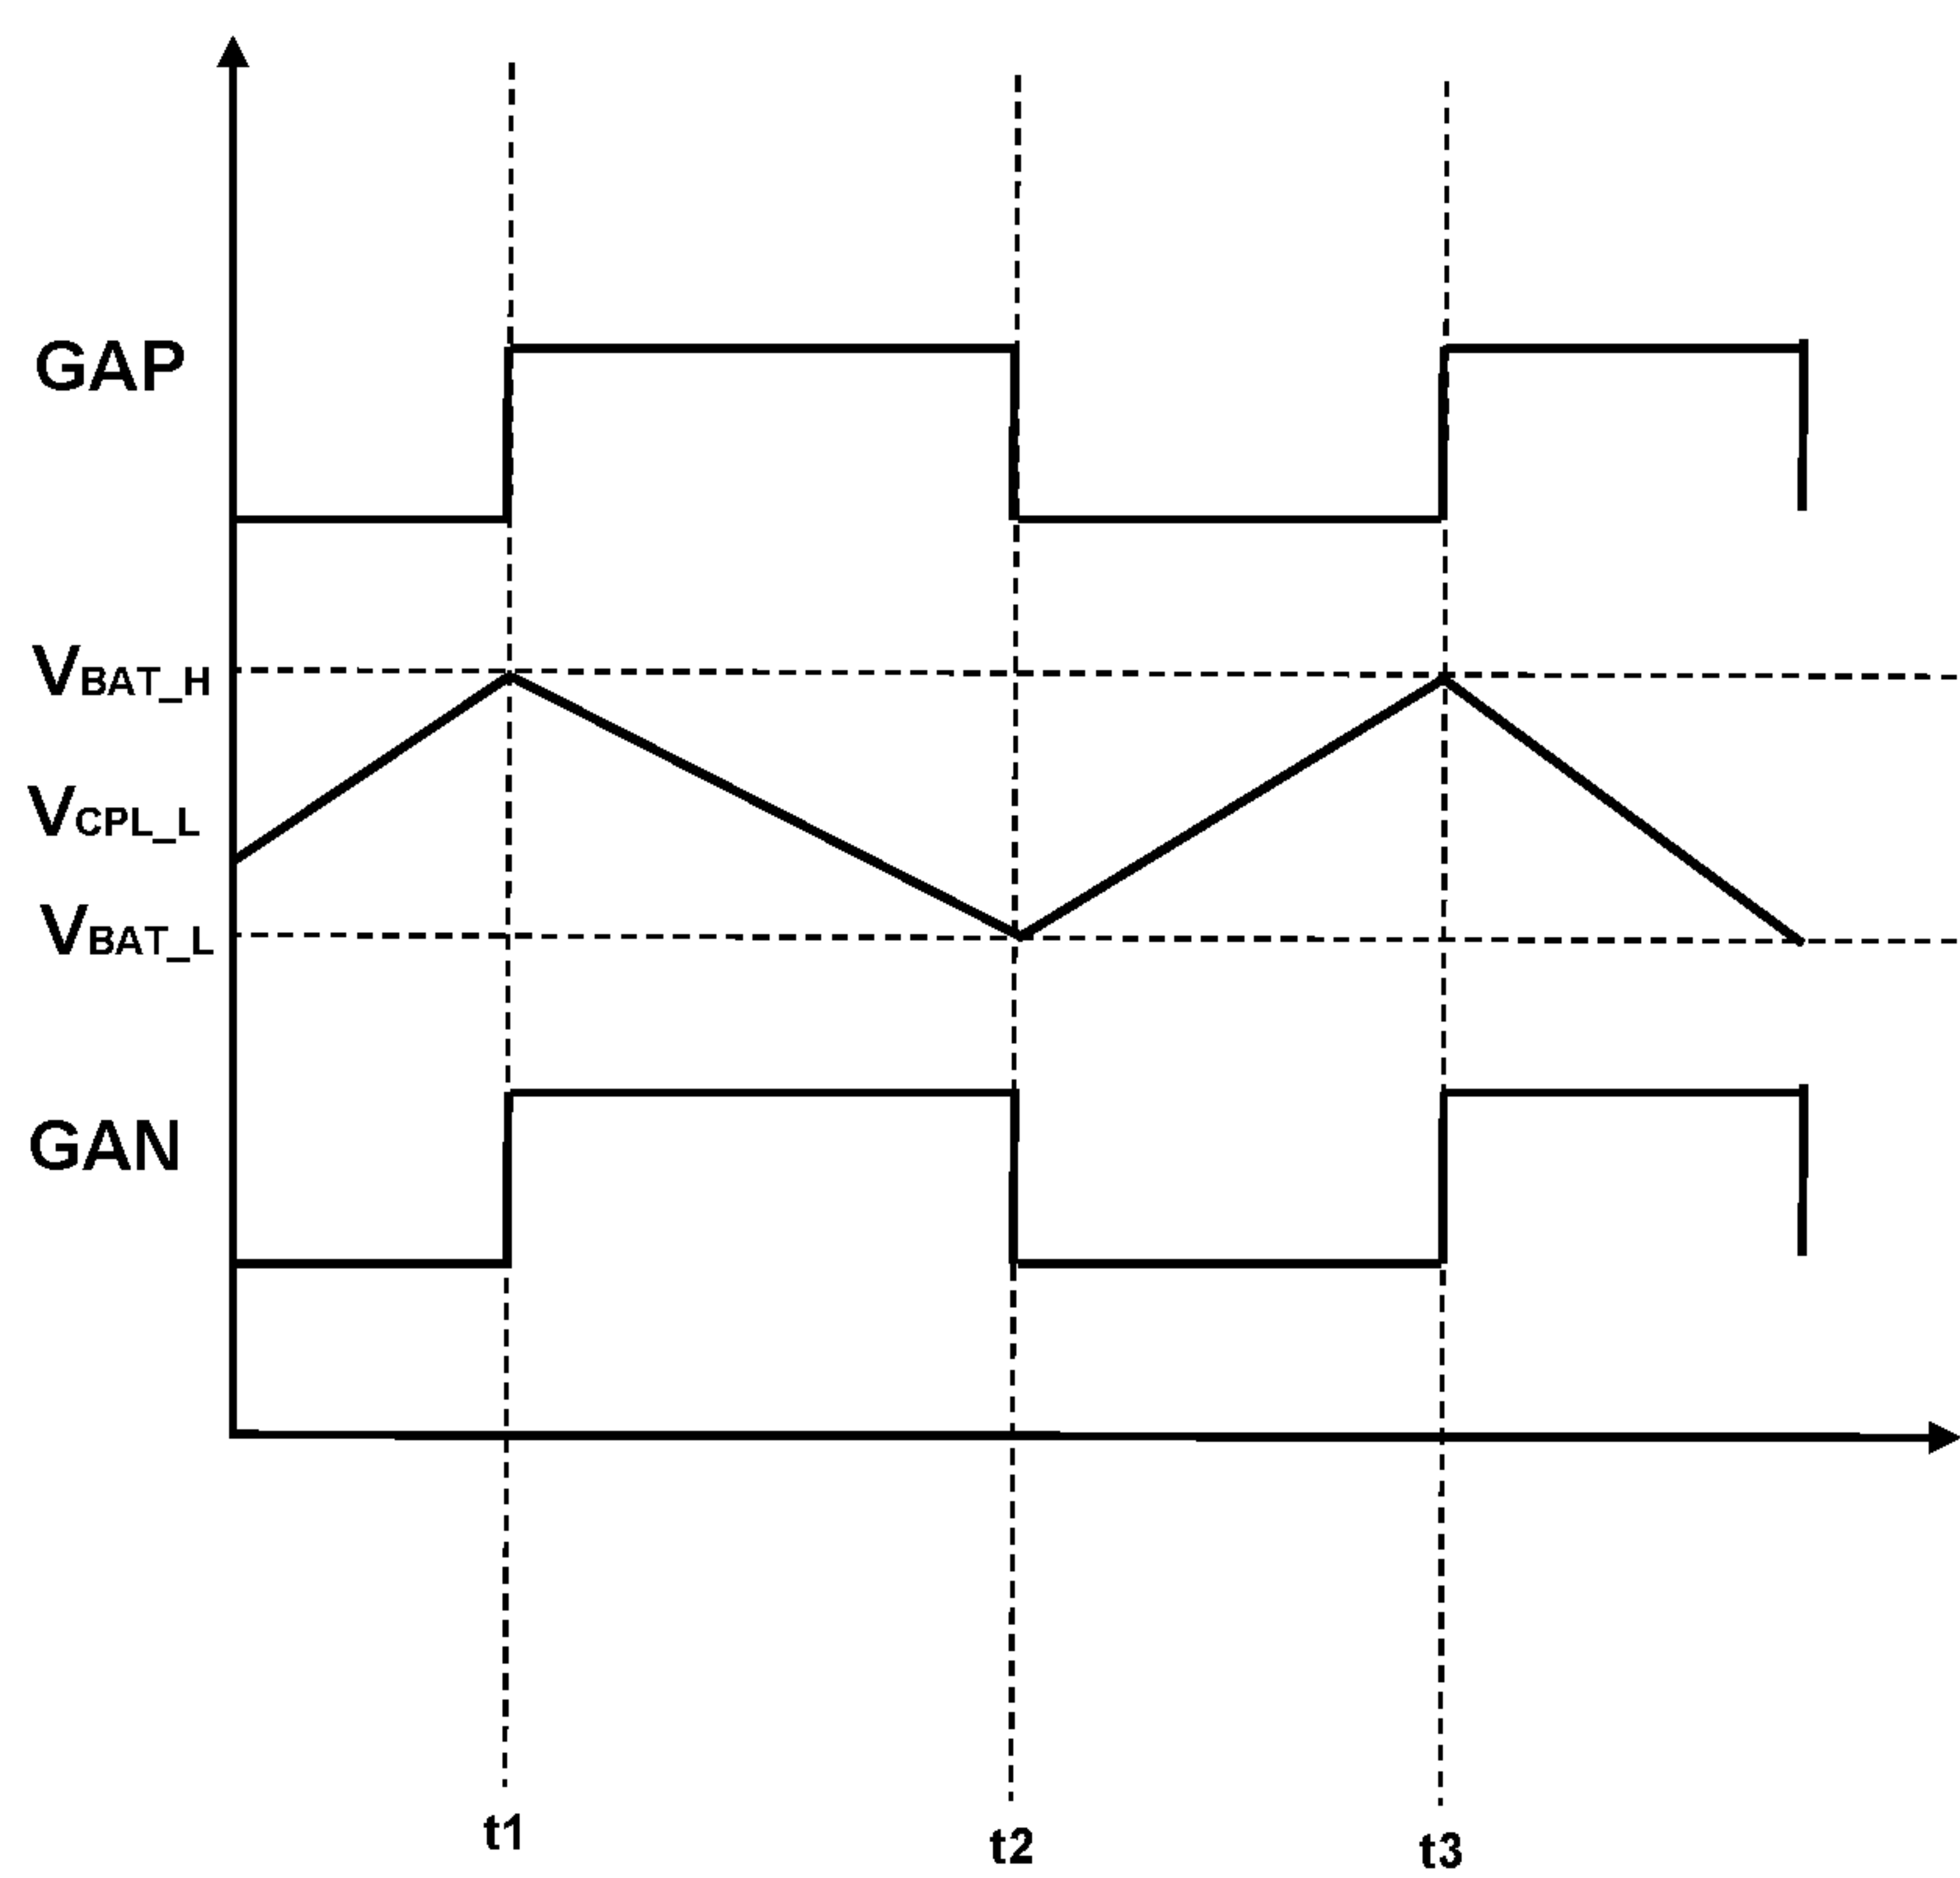 GAP
VBAT_H
VCPL_L
VBAT_L
GAN
t1
t2
t3